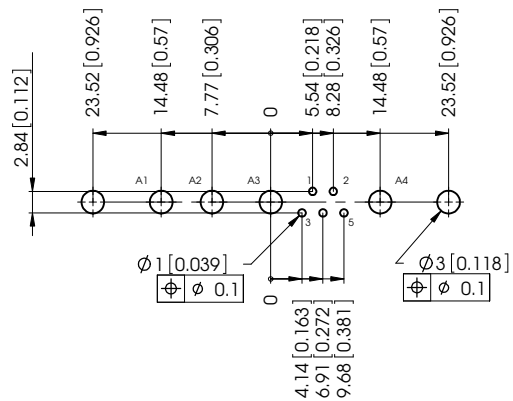 23.52 [0.926]
14.48 [0.57]
7.77 [0.306]
0
5.54 [0.218]
8.28 [0.326]
14.48 [0.57]
23.52 [0.926]
2.84 [0.112]
A1
A2
A3
1
2
A4
3
5
Ø1 [0.039]
Ø3 [0.118]
⌖ Ø 0.1
⌖ Ø 0.1
0
4.14 [0.163]
6.91 [0.272]
9.68 [0.381]